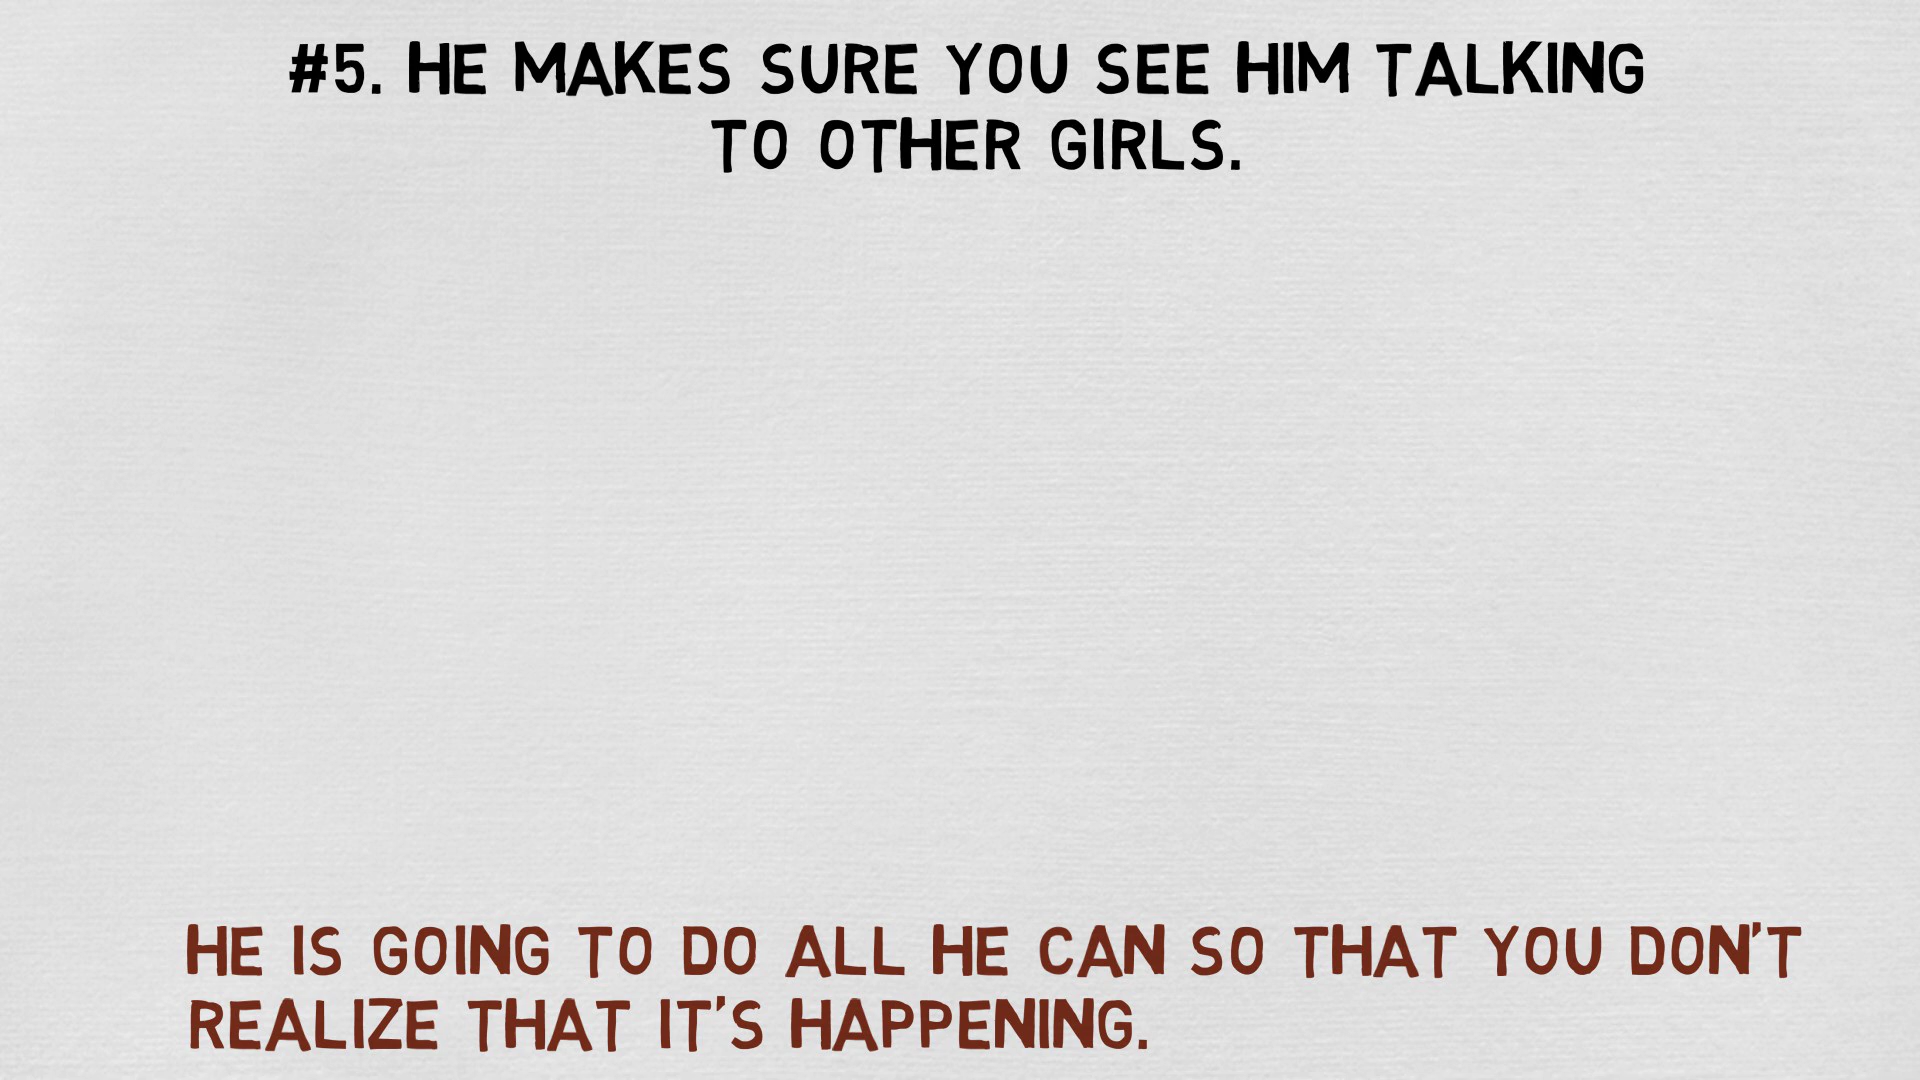 #5. HE MAKES SURE YOU SEE HIM TALKING
TO OTHER GIRLS.
HE IS GOING TO DO ALL HE CAN SO THAT YOU DON'T
REALIZE THAT IT'S HAPPENING.